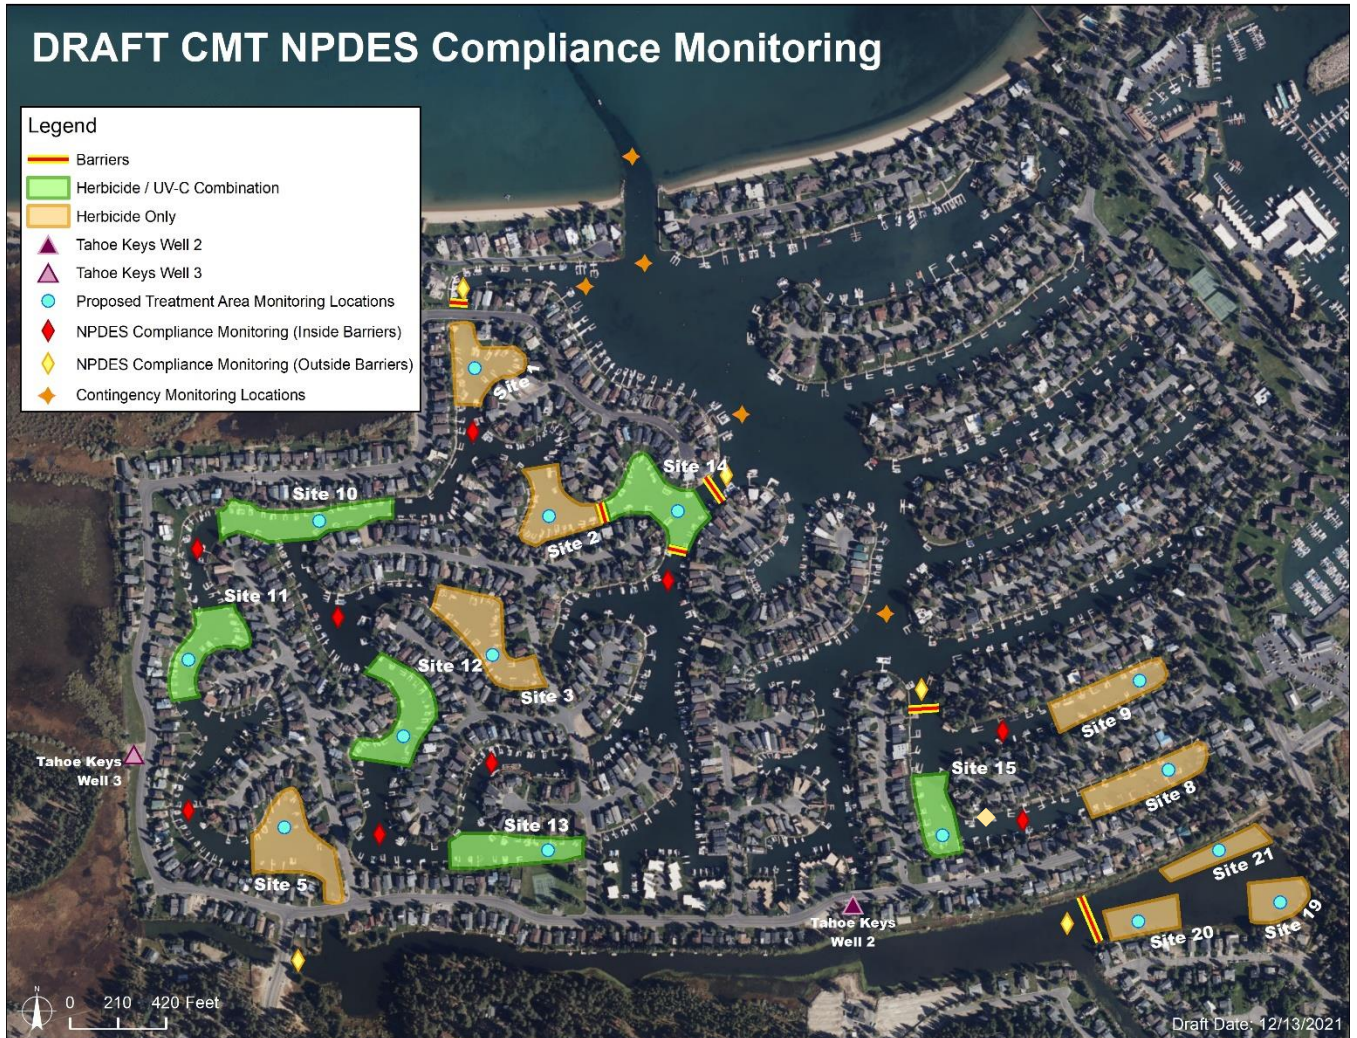 DRAFT CMT NPDES Compliance Monitoring
Legend
Barriers
Herbicide / UV-C Combination
Herbicide Only
Tahoe Keys Well 2
Tahoe Keys Well 3
Proposed Treatment Area Monitoring Locations
NPDES Compliance Monitoring (Inside Barriers)
NPDES Compliance Monitoring (Outside Barriers)
Contingency Monitoring Locations
Site 1
Site 14
Site 10
Site 2
Site 11
Site 12
Site 3
Site 9
Tahoe Keys
Well 3
Site 15
Site 8
Site 13
Site 21
Site 5
Tahoe Keys
Well 2
Site 20
Site 19
N
0 210 420 Feet
Draft Date: 12/13/2021